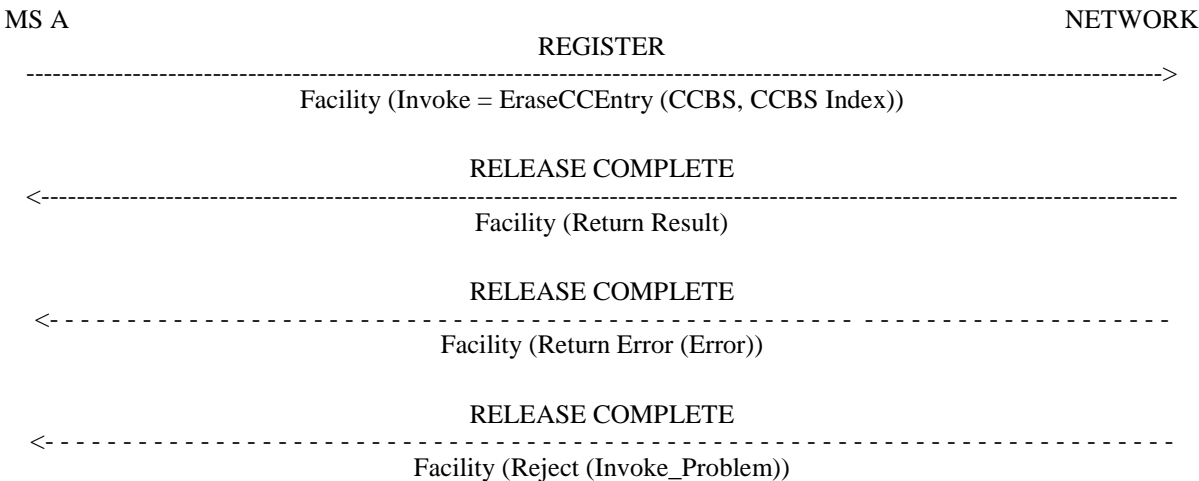 MS A NETWORK
REGISTER
Facility (Invoke = EraseCCEntry (CCBS, CCBS Index))
RELEASE COMPLETE
Facility (Return Result)
RELEASE COMPLETE
Facility (Return Error (Error))
RELEASE COMPLETE
Facility (Reject (Invoke_Problem))